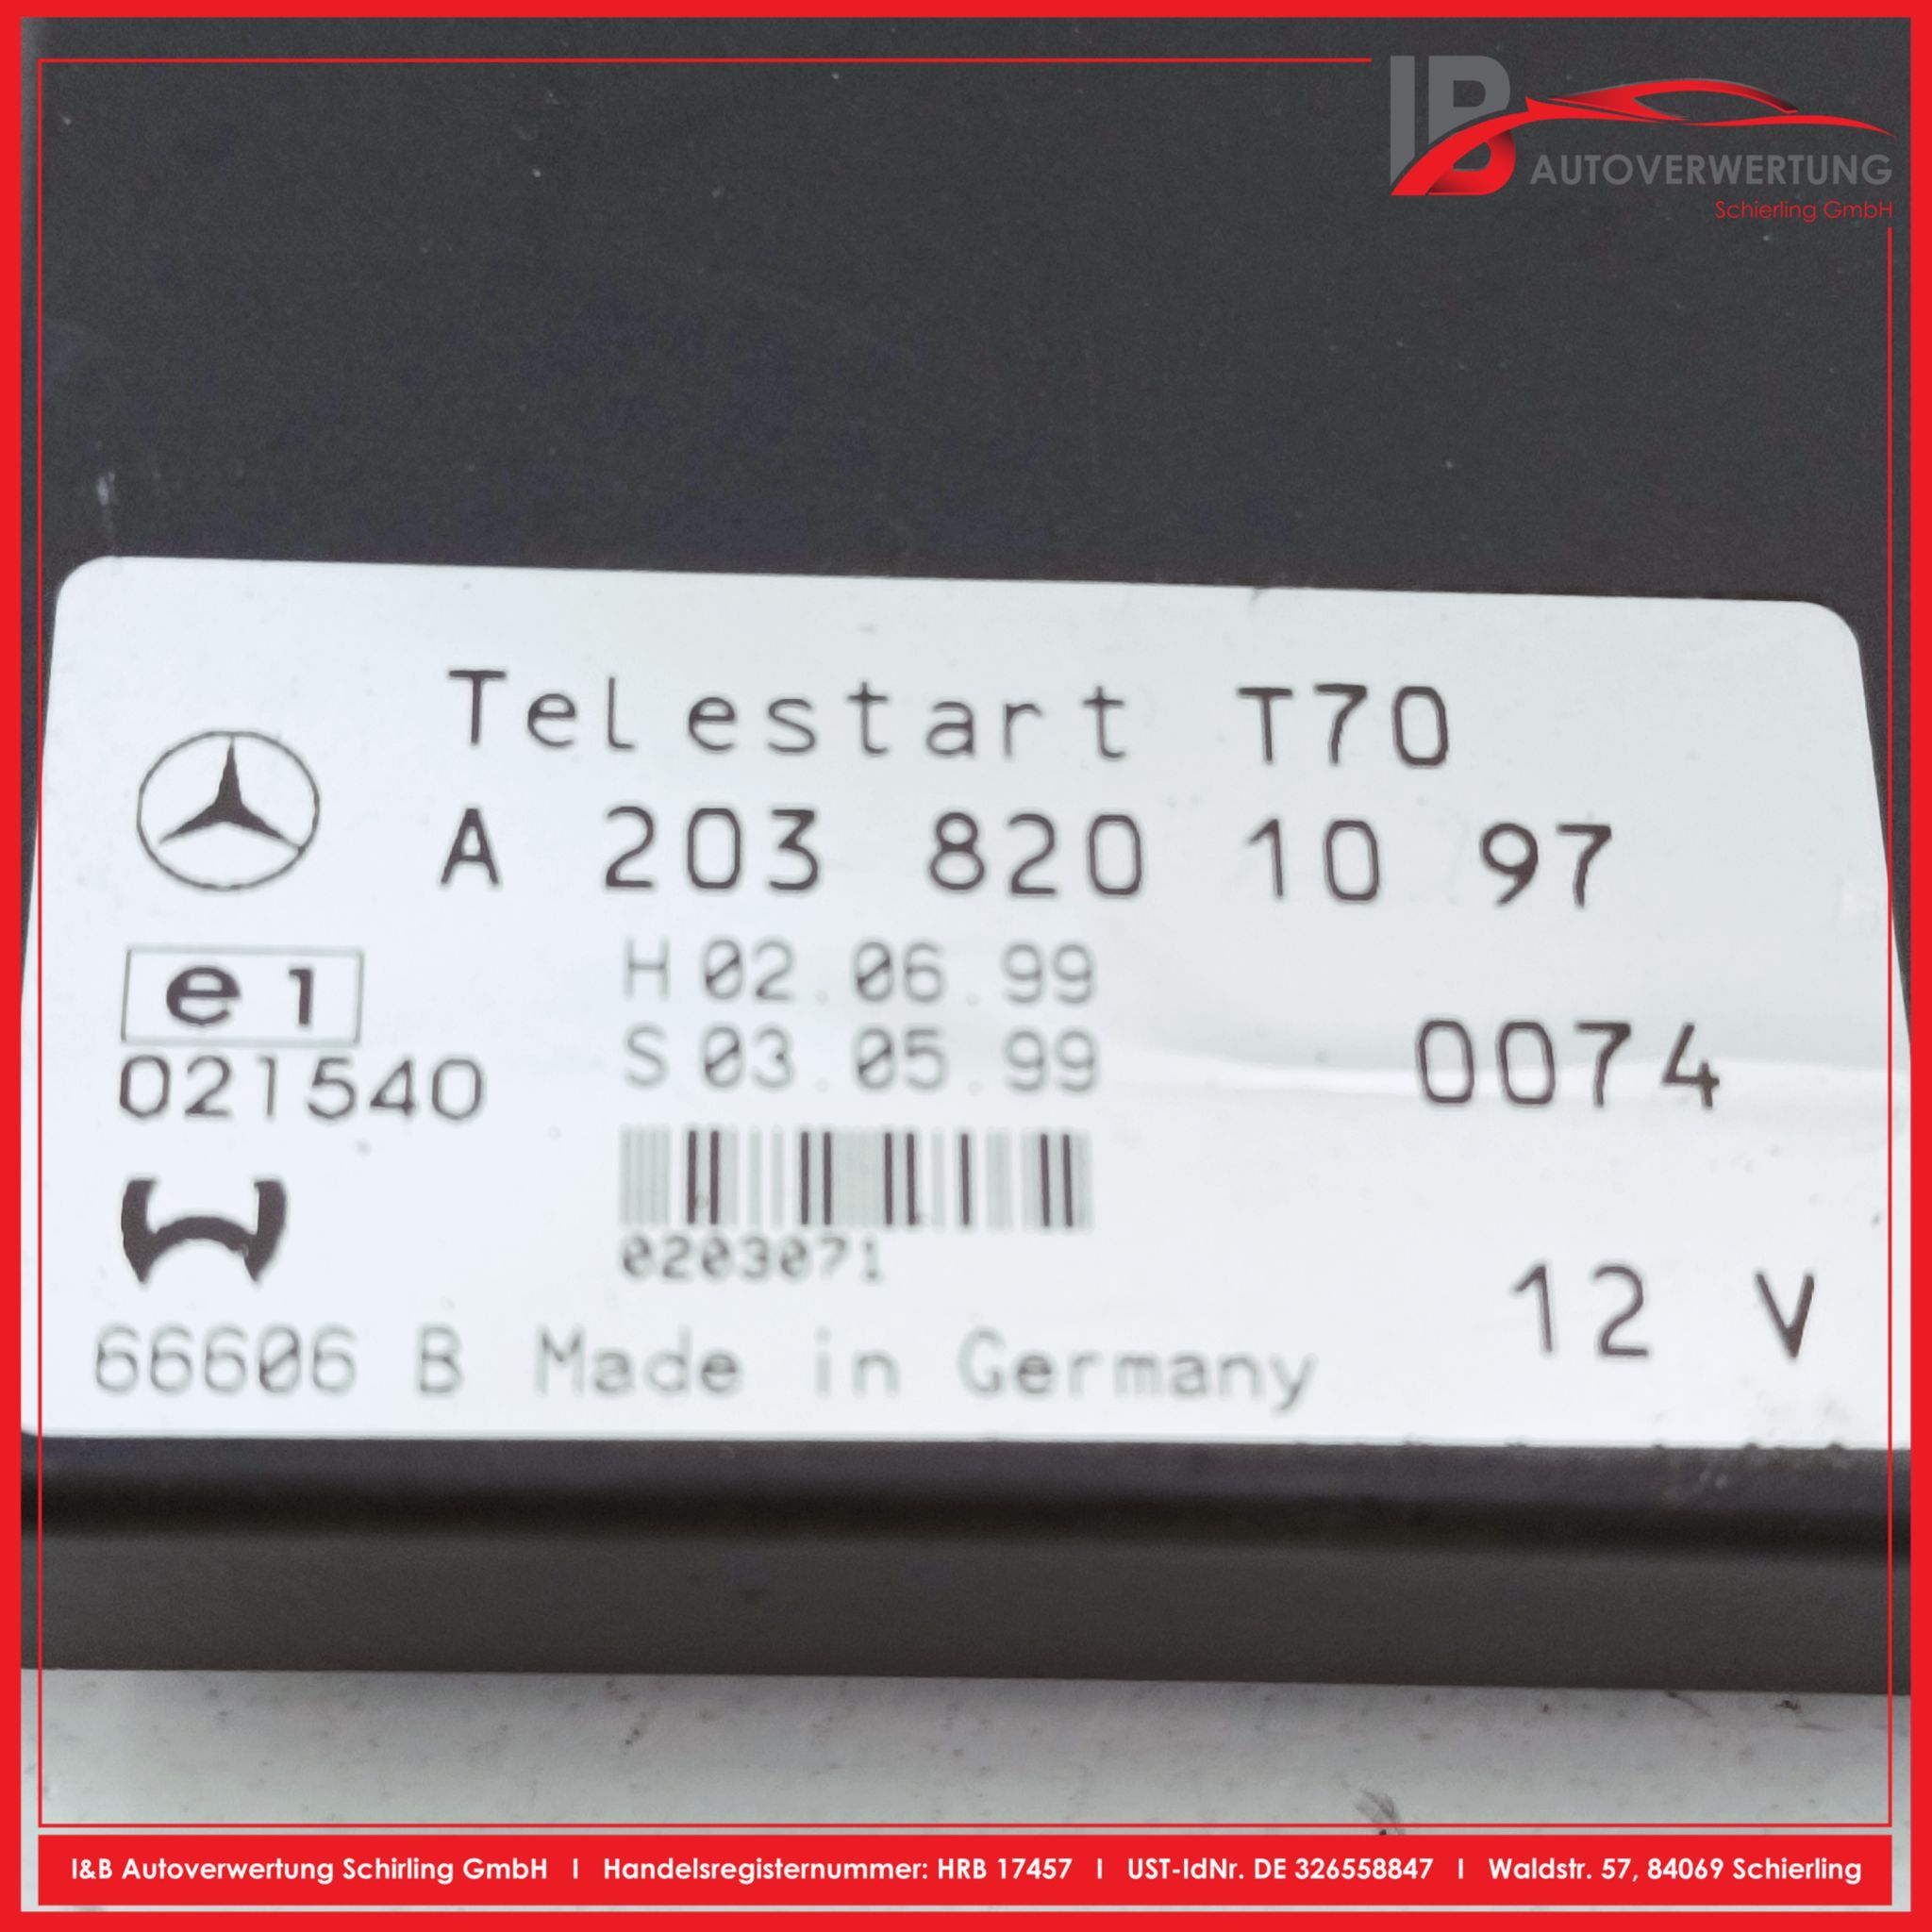 IB
AUTOVERWERTUNG
Schierling GmbH
Telestart T70
A 203 820 10 97
e1
H 02.06.99
021540
S 03.05.99
0074
0203071
12 V
66606 B Made in Germany
I&B Autoverwertung Schirling GmbH I Handelsregisternummer: HRB 17457 I UST-IdNr. DE 326558847 I Waldstr. 57, 84069 Schierling